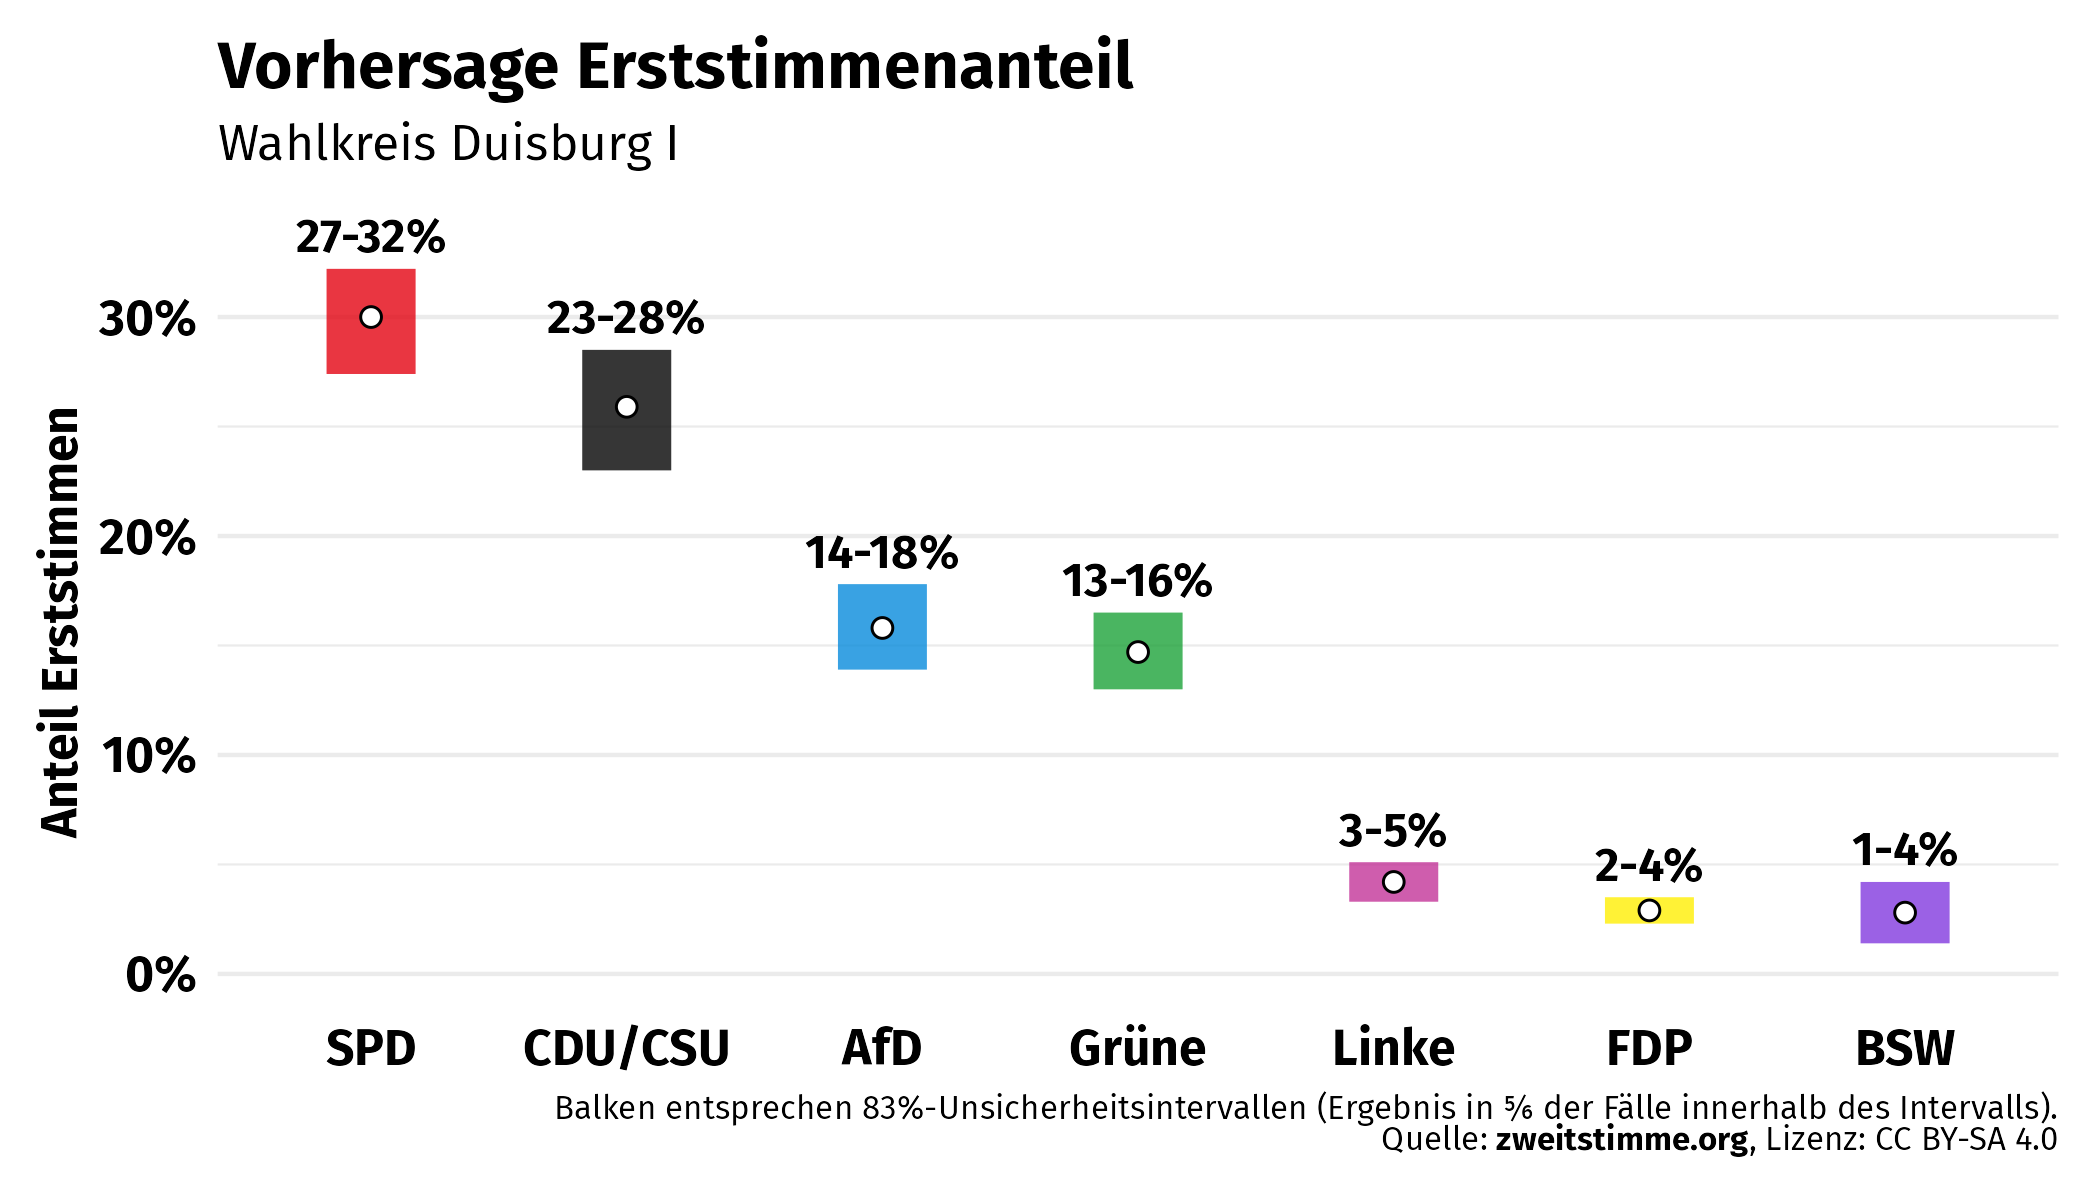 Vorhersage Erststimmenanteil
Wahlkreis Duisburg I
27-32%
30%
23-28%
20%
14-18%
13-16%
10%
3-5%
2-4%
1-4%
0%
Anteil Erststimmen
SPD CDU/CSU AfD Grüne Linke FDP BSW
Balken entsprechen 83%-Unsicherheitsintervallen (Ergebnis in ⅚ der Fälle innerhalb des Intervalls).
Quelle: zweitstimme.org, Lizenz: CC BY-SA 4.0